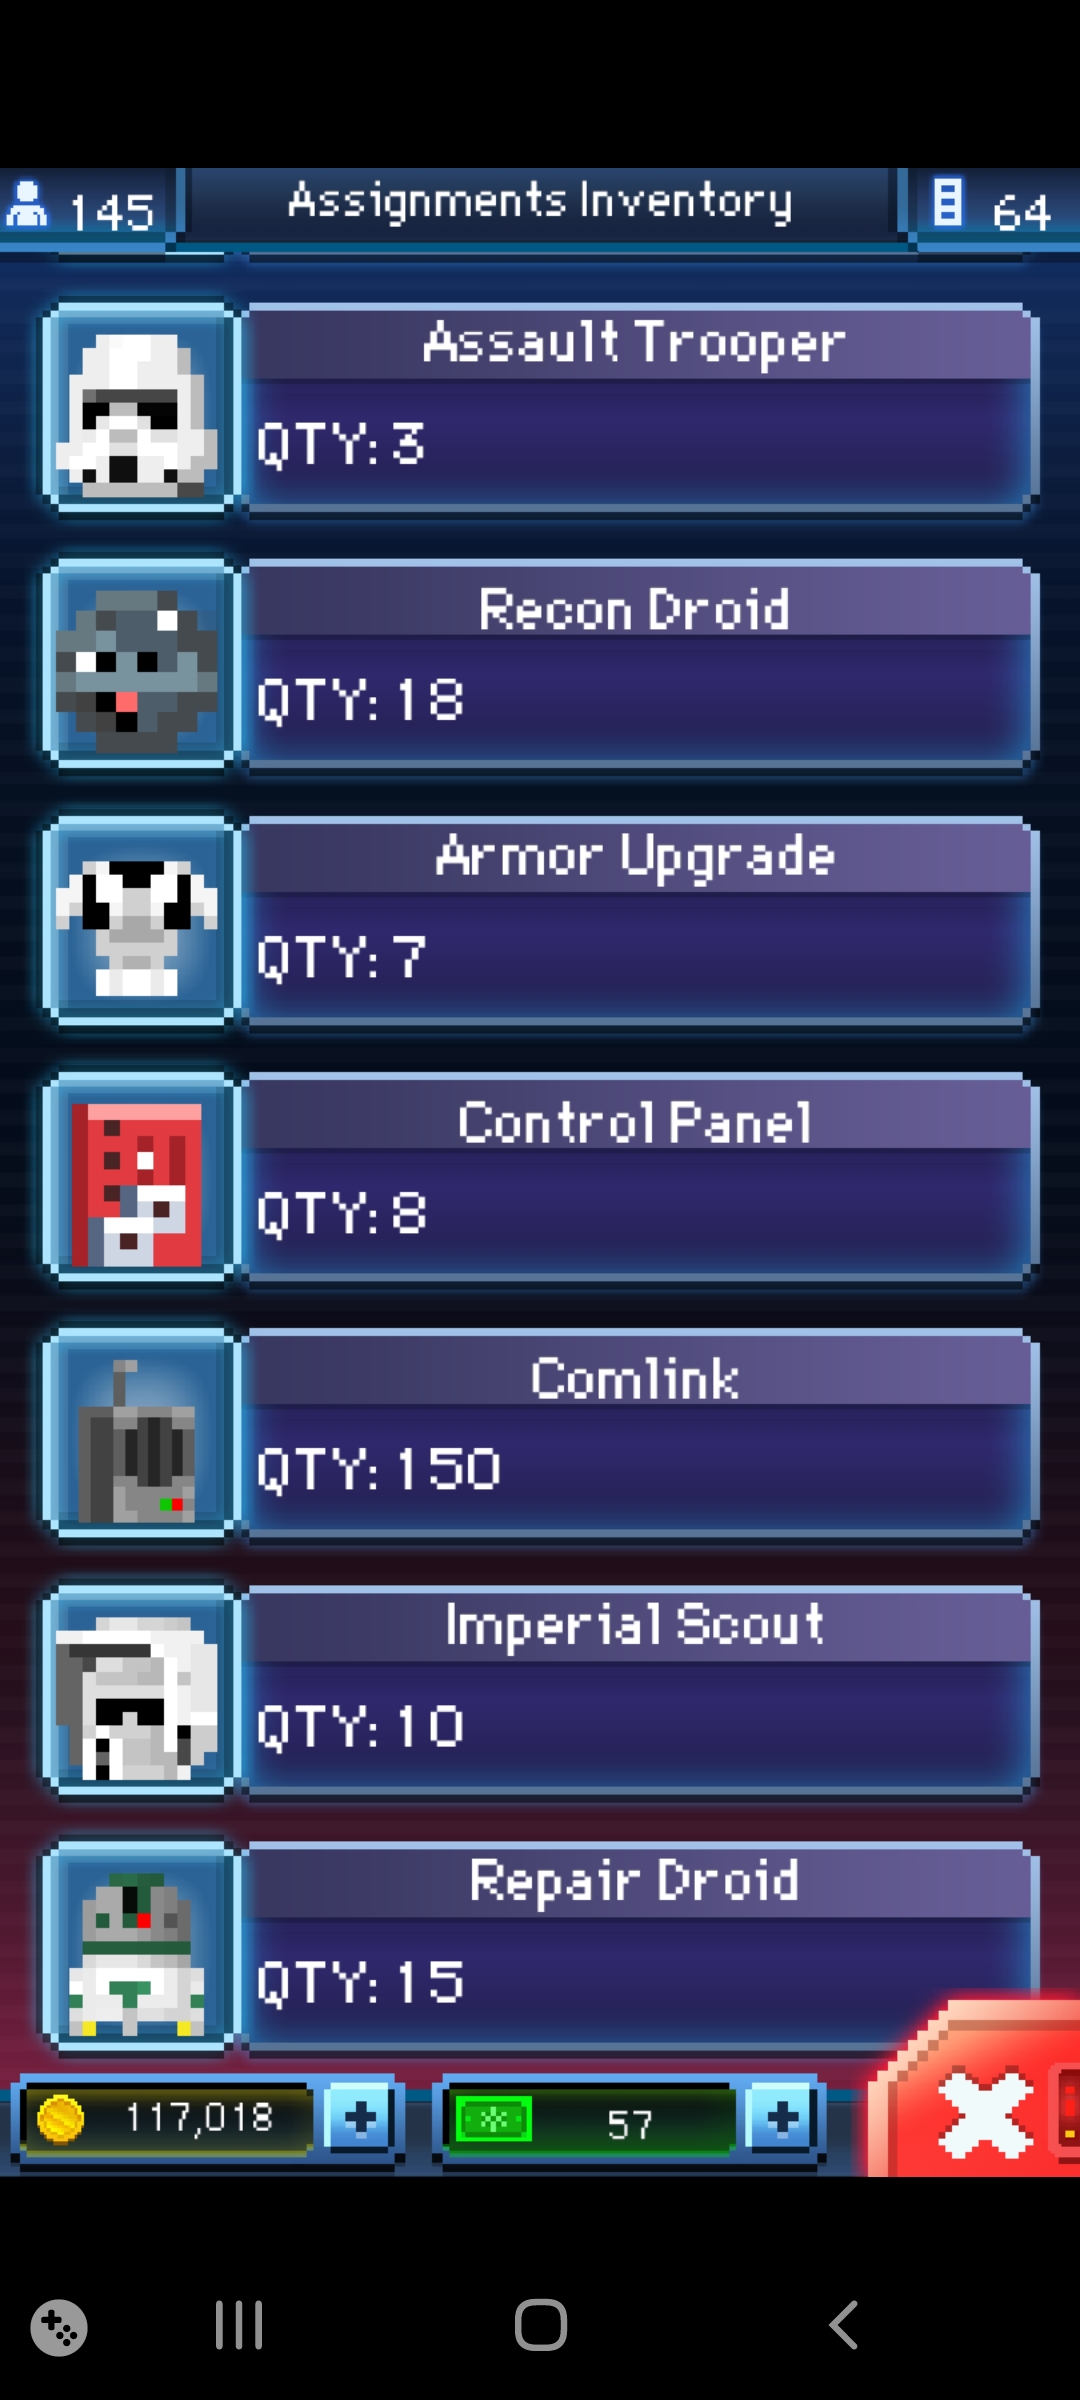 145
Assignments Inventory
64
Assault Trooper
QTY: 3
Recon Droid
QTY: 18
Armor Upgrade
QTY: 7
Control Panel
QTY: 8
Comlink
QTY: 150
Imperial Scout
QTY: 10
Repair Droid
QTY: 15
117,018
57